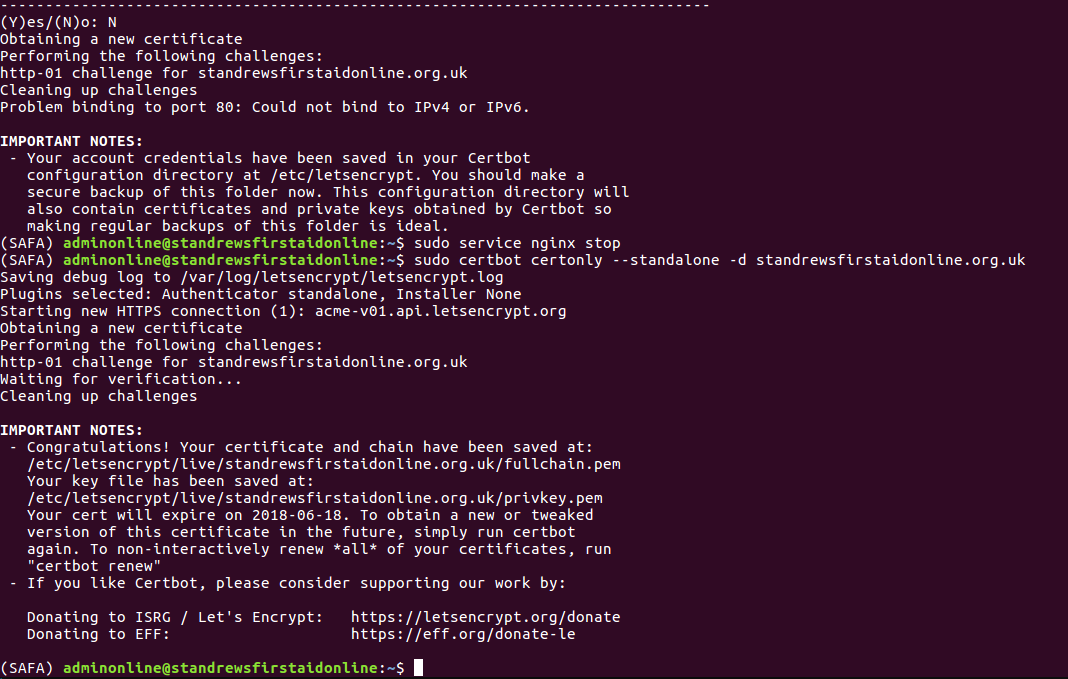 -------------------------------------------------------------------------------
(Y)es/(N)o: N
Obtaining a new certificate
Performing the following challenges:
http-01 challenge for standrewsfirstaidonline.org.uk
Cleaning up challenges
Problem binding to port 80: Could not bind to IPv4 or IPv6.

IMPORTANT NOTES:
 - Your account credentials have been saved in your Certbot
   configuration directory at /etc/letsencrypt. You should make a
   secure backup of this folder now. This configuration directory will
   also contain certificates and private keys obtained by Certbot so
   making regular backups of this folder is ideal.
(SAFA) adminonline@standrewsfirstaidonline:~$ sudo service nginx stop
(SAFA) adminonline@standrewsfirstaidonline:~$ sudo certbot certonly --standalone -d standrewsfirstaidonline.org.uk
Saving debug log to /var/log/letsencrypt/letsencrypt.log
Plugins selected: Authenticator standalone, Installer None
Starting new HTTPS connection (1): acme-v01.api.letsencrypt.org
Obtaining a new certificate
Performing the following challenges:
http-01 challenge for standrewsfirstaidonline.org.uk
Waiting for verification...
Cleaning up challenges

IMPORTANT NOTES:
 - Congratulations! Your certificate and chain have been saved at:
   /etc/letsencrypt/live/standrewsfirstaidonline.org.uk/fullchain.pem
   Your key file has been saved at:
   /etc/letsencrypt/live/standrewsfirstaidonline.org.uk/privkey.pem
   Your cert will expire on 2018-06-18. To obtain a new or tweaked
   version of this certificate in the future, simply run certbot
   again. To non-interactively renew *all* of your certificates, run
   "certbot renew"
 - If you like Certbot, please consider supporting our work by:

   Donating to ISRG / Let's Encrypt:   https://letsencrypt.org/donate
   Donating to EFF:                    https://eff.org/donate-le

(SAFA) adminonline@standrewsfirstaidonline:~$